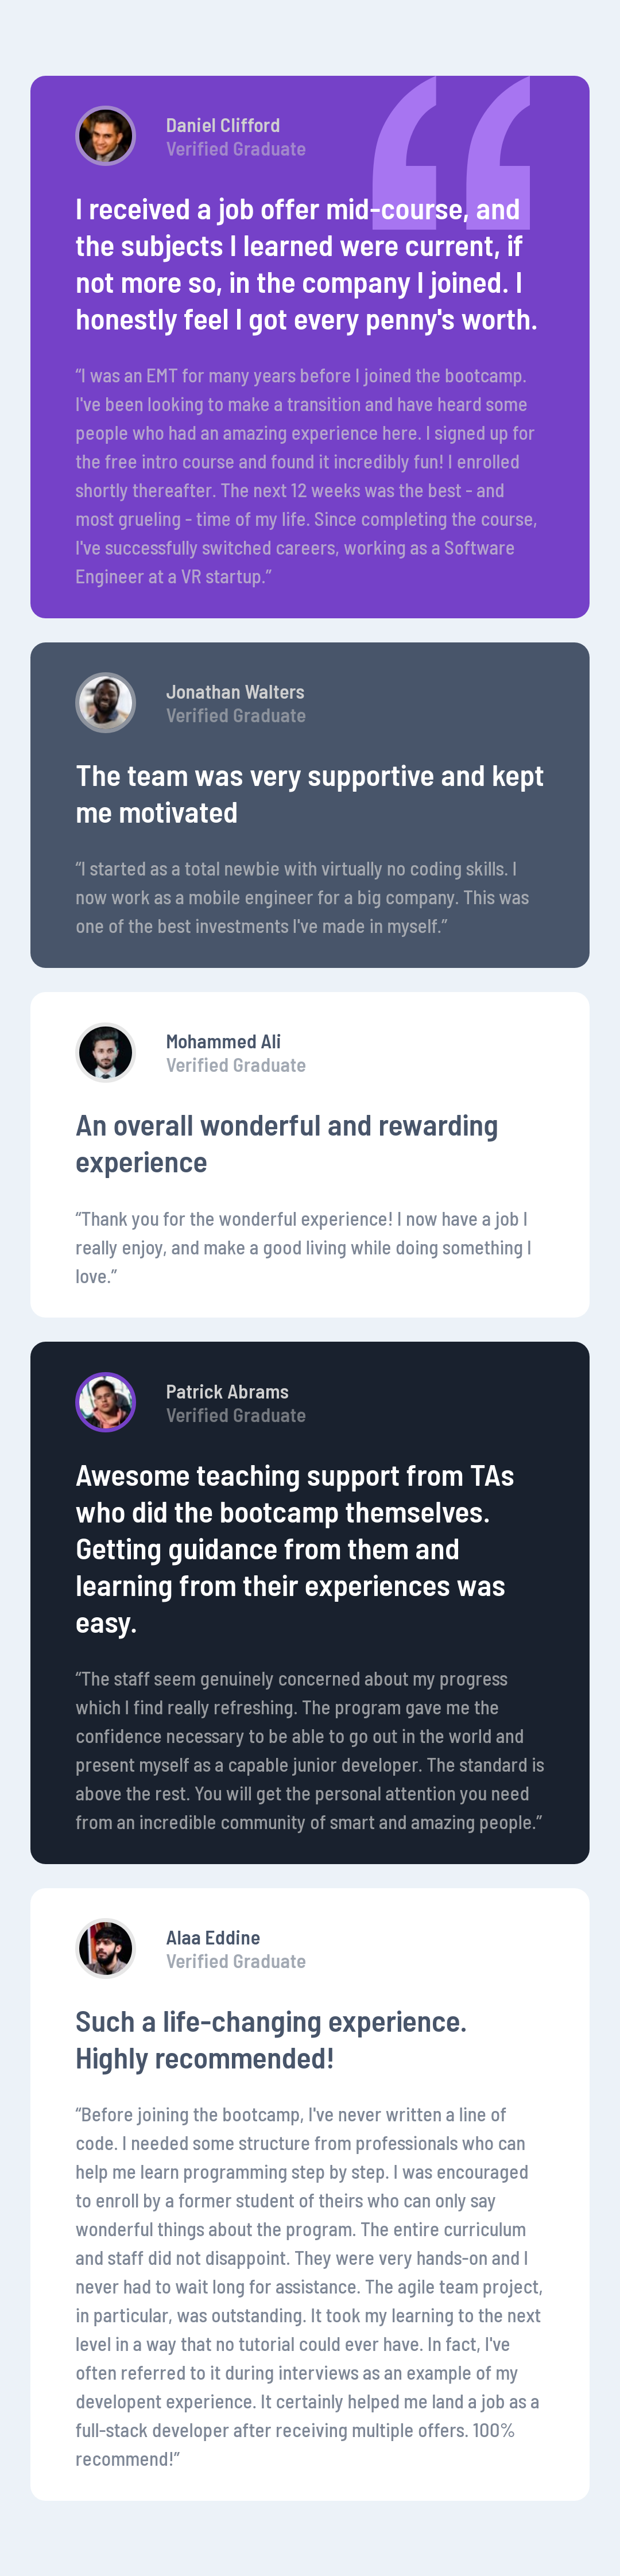 Daniel Clifford
Verified Graduate
I received a job offer mid-course, and
the subjects I learned were current, if
not more so, in the company I joined. I
honestly feel I got every penny's worth.
“I was an EMT for many years before I joined the bootcamp.
I've been looking to make a transition and have heard some
people who had an amazing experience here. I signed up for
the free intro course and found it incredibly fun! I enrolled
shortly thereafter. The next 12 weeks was the best - and
most grueling - time of my life. Since completing the course,
I've successfully switched careers, working as a Software
Engineer at a VR startup.”
Jonathan Walters
Verified Graduate
The team was very supportive and kept
me motivated
“I started as a total newbie with virtually no coding skills. I
now work as a mobile engineer for a big company. This was
one of the best investments I've made in myself.”
Mohammed Ali
Verified Graduate
An overall wonderful and rewarding
experience
“Thank you for the wonderful experience! I now have a job I
really enjoy, and make a good living while doing something I
love.”
Patrick Abrams
Verified Graduate
Awesome teaching support from TAs
who did the bootcamp themselves.
Getting guidance from them and
learning from their experiences was
easy.
“The staff seem genuinely concerned about my progress
which I find really refreshing. The program gave me the
confidence necessary to be able to go out in the world and
present myself as a capable junior developer. The standard is
above the rest. You will get the personal attention you need
from an incredible community of smart and amazing people.”
Alaa Eddine
Verified Graduate
Such a life-changing experience.
Highly recommended!
“Before joining the bootcamp, I've never written a line of
code. I needed some structure from professionals who can
help me learn programming step by step. I was encouraged
to enroll by a former student of theirs who can only say
wonderful things about the program. The entire curriculum
and staff did not disappoint. They were very hands-on and I
never had to wait long for assistance. The agile team project,
in particular, was outstanding. It took my learning to the next
level in a way that no tutorial could ever have. In fact, I've
often referred to it during interviews as an example of my
developent experience. It certainly helped me land a job as a
full-stack developer after receiving multiple offers. 100%
recommend!”